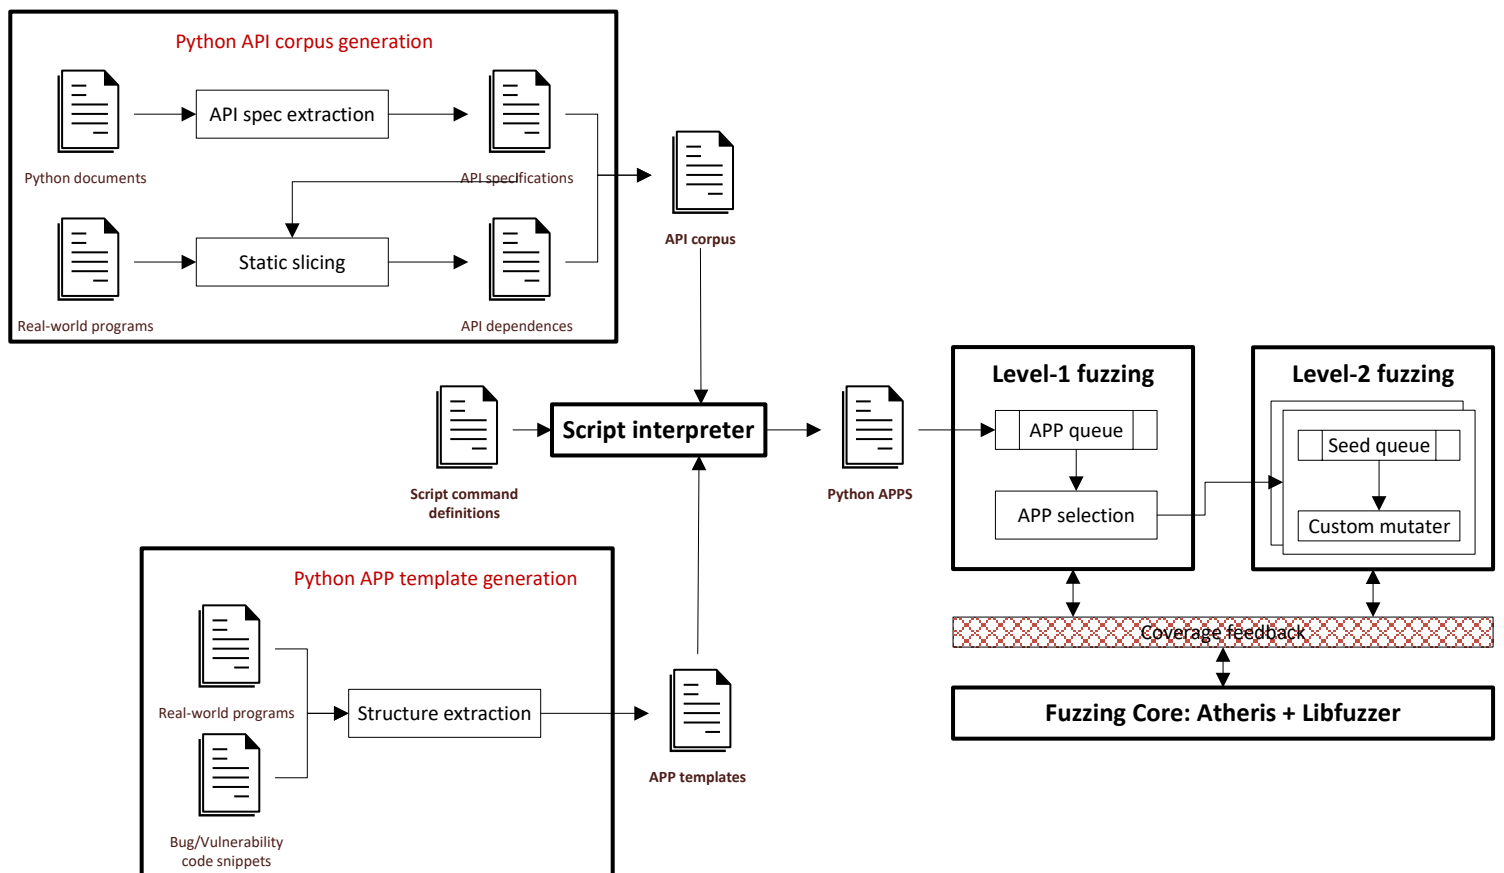 Python API corpus generation
API spec extraction
Python documents
API specifications
Static slicing
Real-world programs
API dependences
API corpus
Script command
definitions
Script interpreter
Python APPS
Level-1 fuzzing
APP queue
APP selection
Level-2 fuzzing
Seed queue
Custom mutater
Coverage feedback
Fuzzing Core: Atheris + Libfuzzer
Python APP template generation
Real-world programs
Structure extraction
Bug/Vulnerability
code snippets
APP templates